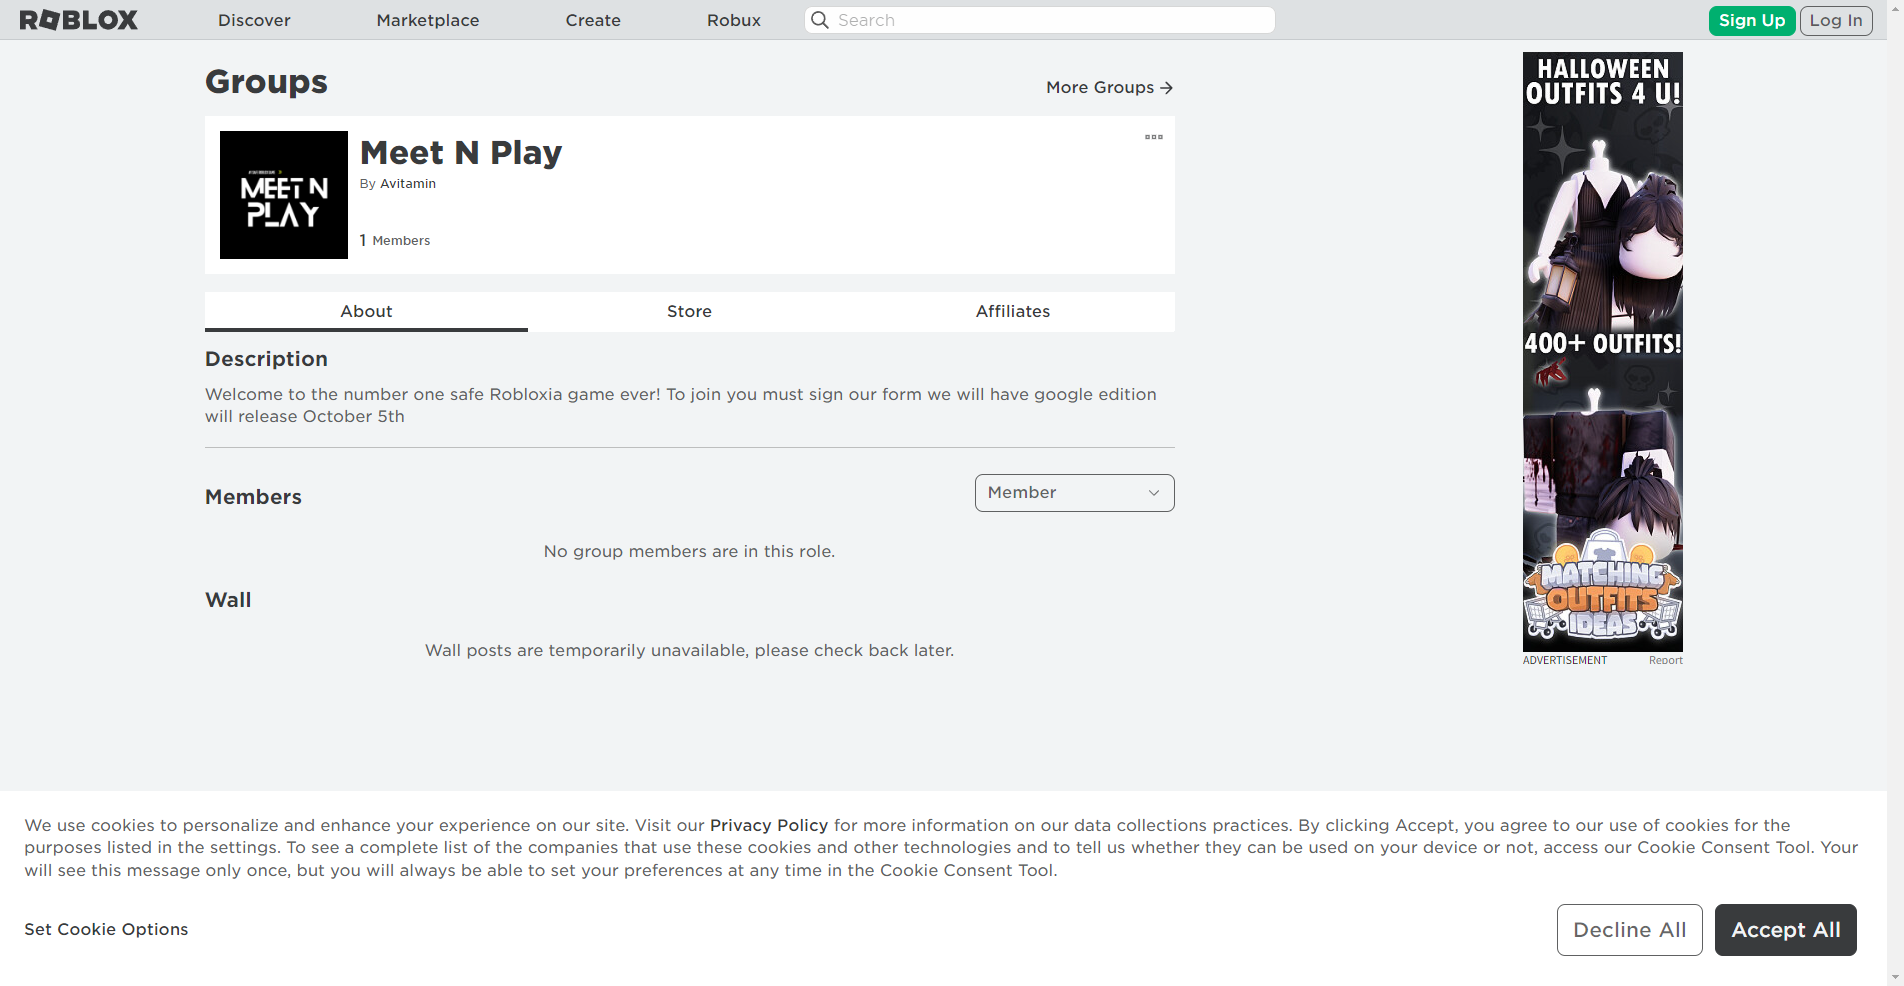 ROBLOX
Discover
Marketplace
Create
Robux
Search
Sign Up
Log In
Groups
More Groups
MEET N
PLAY
Meet N Play
By Avitamin
1 Members
About
Store
Affiliates
Description
Welcome to the number one safe Robloxia game ever! To join you must sign our form we will have google edition
will release October 5th
Members
Member
No group members are in this role.
Wall
Wall posts are temporarily unavailable, please check back later.
HALLOWEEN
OUTFITS 4 U!
400+ OUTFITS!
MATCHING
OUTFITS
IDEAS
ADVERTISEMENT
Report
We use cookies to personalize and enhance your experience on our site. Visit our Privacy Policy for more information on our data collections practices. By clicking Accept, you agree to our use of cookies for the
purposes listed in the settings. To see a complete list of the companies that use these cookies and other technologies and to tell us whether they can be used on your device or not, access our Cookie Consent Tool. Your
will see this message only once, but you will always be able to set your preferences at any time in the Cookie Consent Tool.
Set Cookie Options
Decline All
Accept All